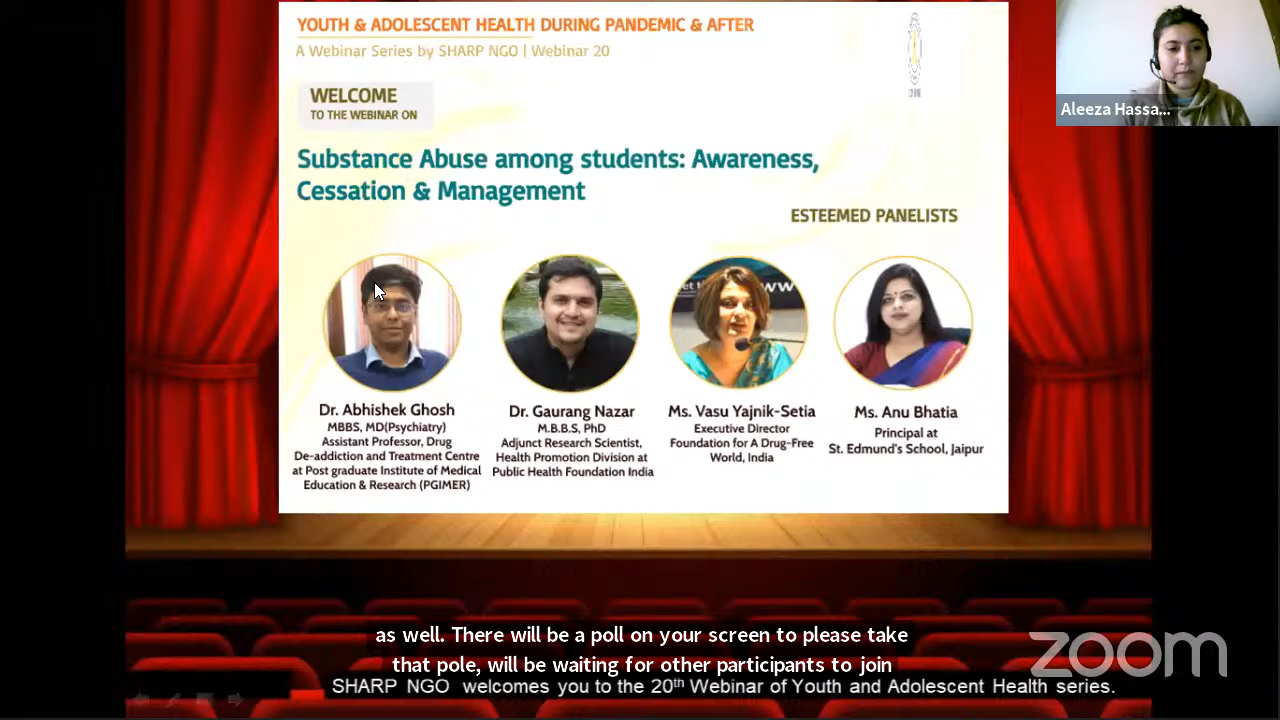 YOUTH & ADOLESCENT HEALTH DURING PANDEMIC & AFTER
A Webinar Series by SHARP NGO | Webinar 20
WELCOME
TO THE WEBINAR ON
Substance Abuse among students: Awareness,
Cessation & Management
ESTEEMED PANELISTS
Dr. Abhishek Ghosh
MBBS, MD(Psychiatry)
Assistant Professor, Drug
De-addiction and Treatment Centre
at Post graduate Institute of Medical
Education & Research (PGIMER)
Dr. Gaurang Nazar
M.B.B.S, PhD
Adjunct Research Scientist,
Health Promotion Division at
Public Health Foundation India
Ms. Vasu Yajnik-Setia
Executive Director
Foundation for A Drug-Free
World, India
Ms. Anu Bhatia
Principal at
St. Edmund's School, Jaipur
Aleeza Hassa...
as well. There will be a poll on your screen to please take
that pole, will be waiting for other participants to join
SHARP NGO welcomes you to the 20th Webinar of Youth and Adolescent Health series.
zoom